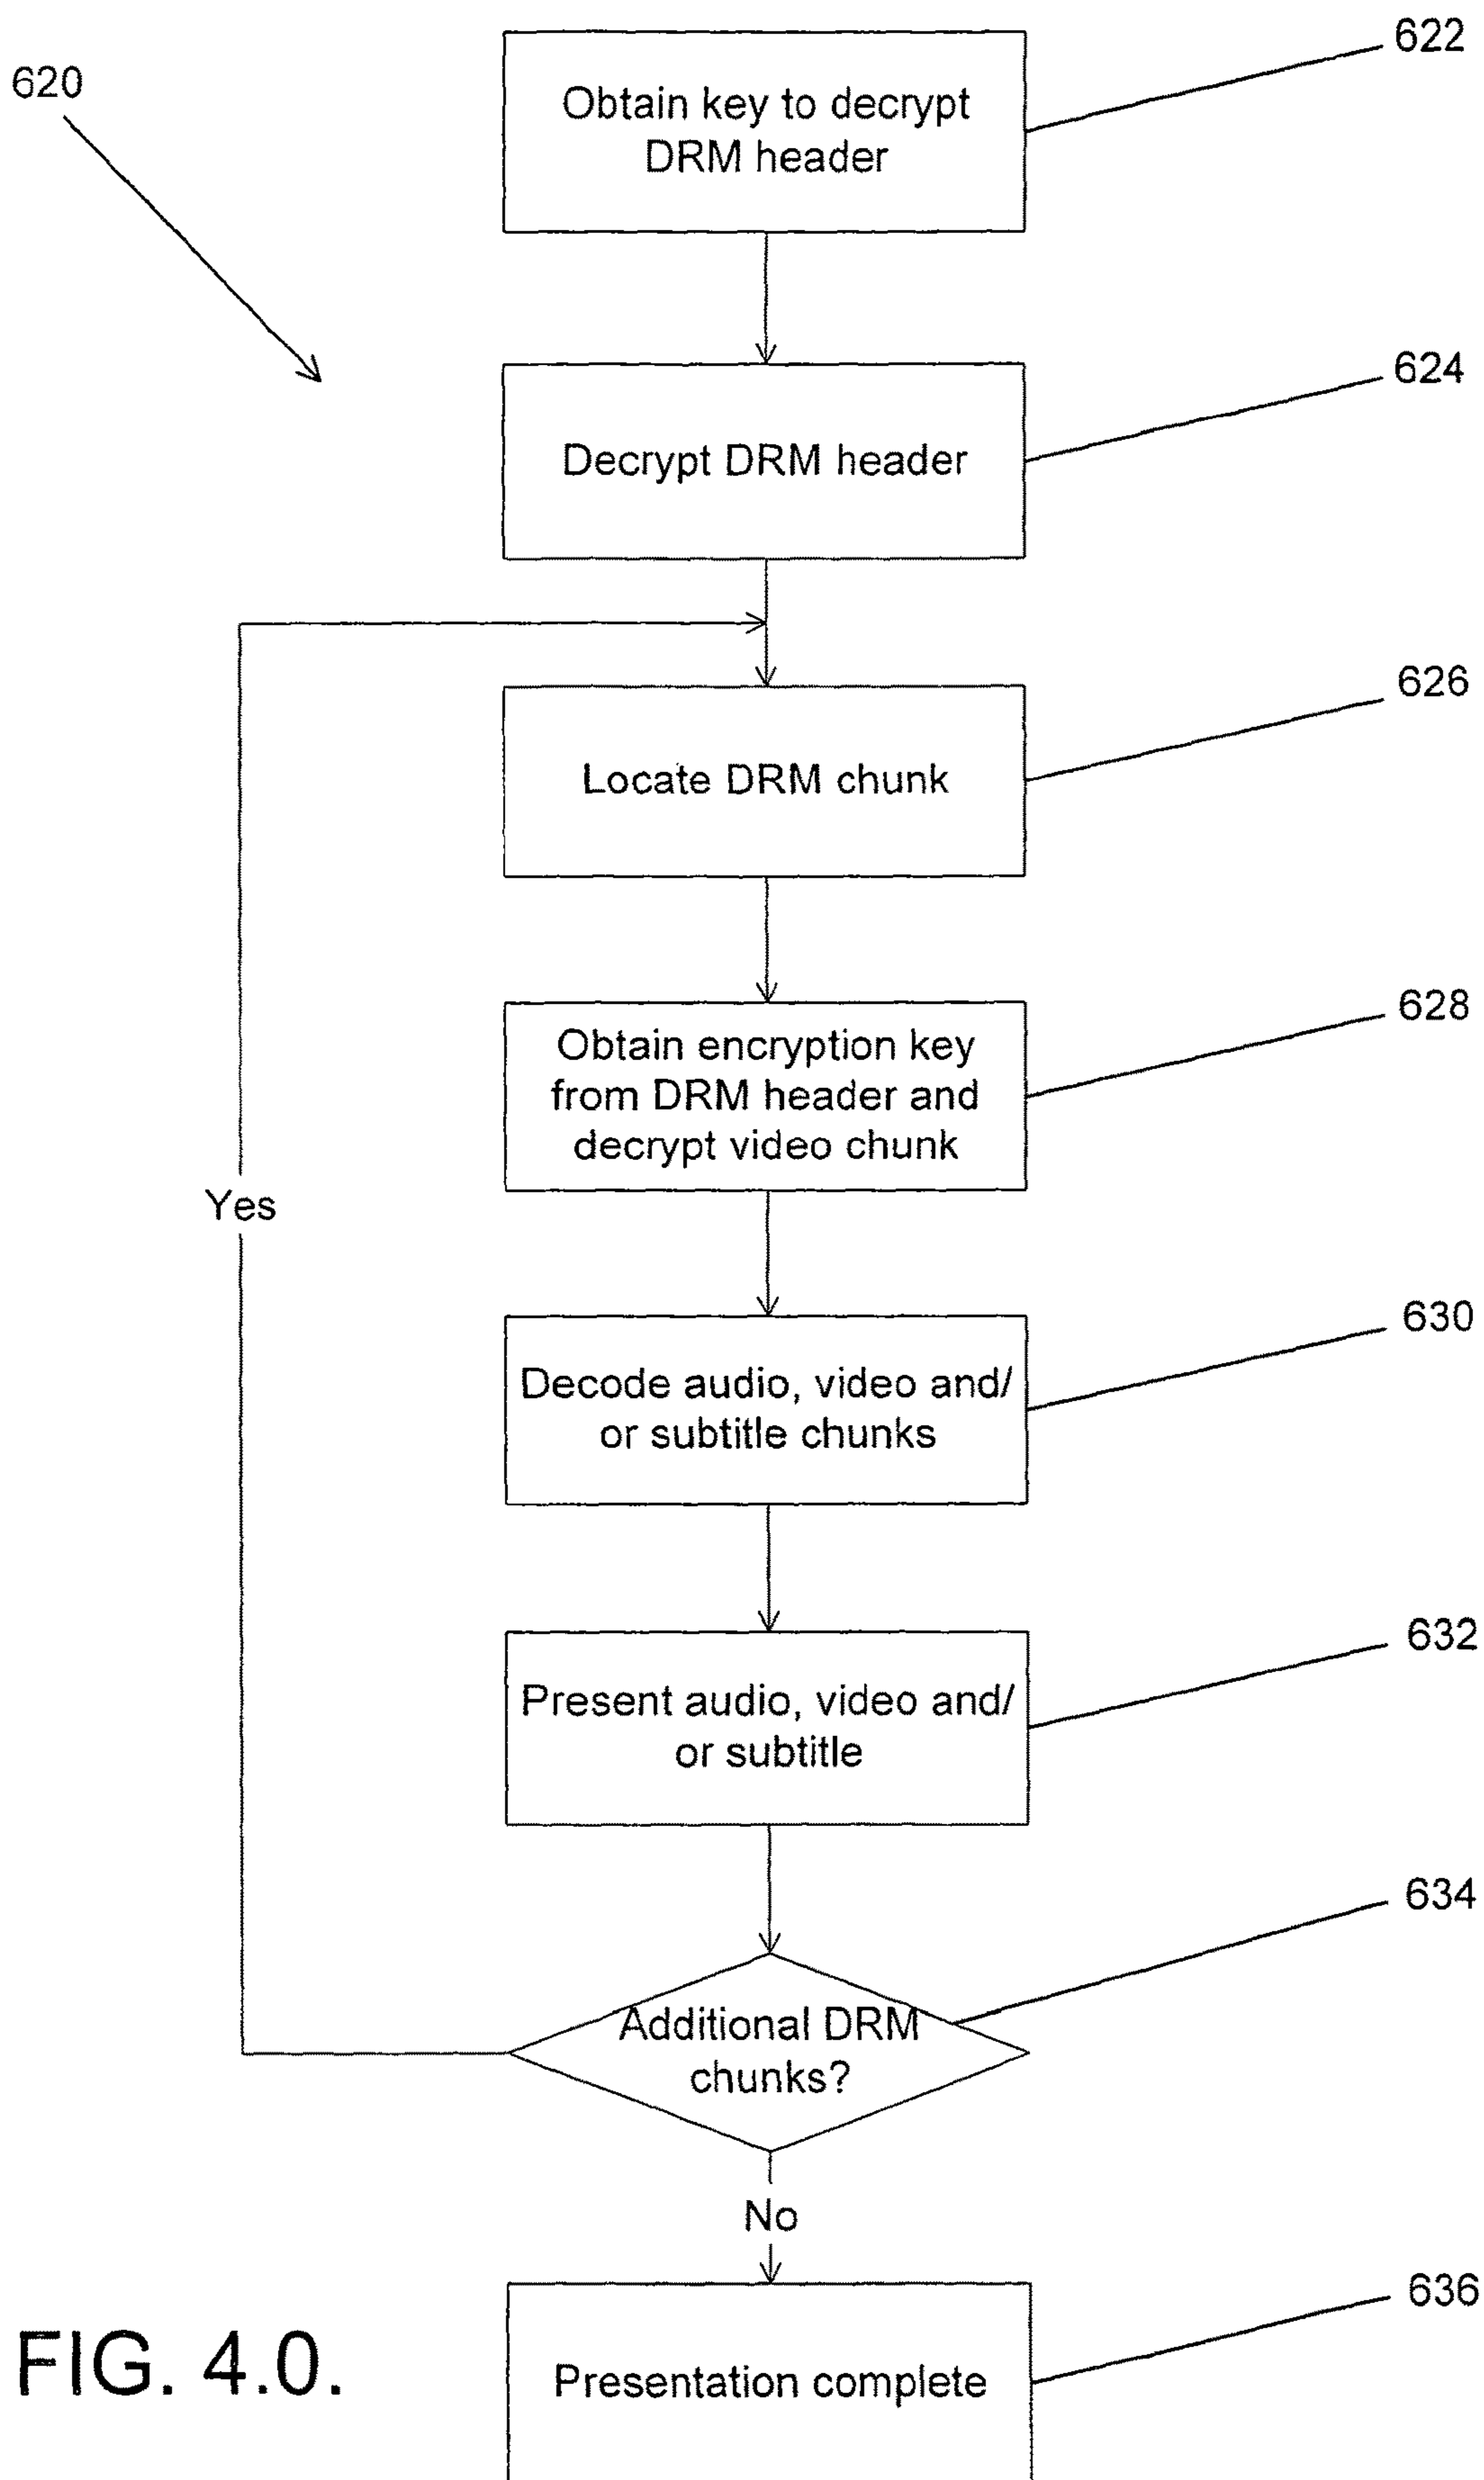 622
620
Obtain key to decrypt
DRM header
624
Decrypt DRM header
626
Locate DRM chunk
628
Obtain encryption key
from DRM header and
decrypt video chunk
Yes
630
Decode audio, video and/
or subtitle chunks
632
Present audio, video and/
or subtitle
634
Additional DRM
chunks?
No
636
Presentation complete
FIG. 4.0.